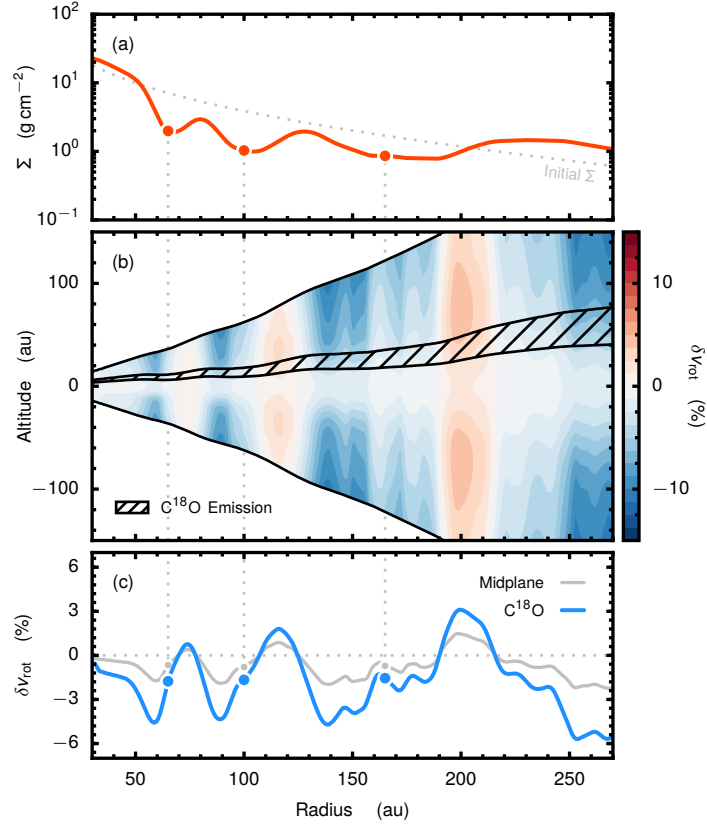 10²
10¹
10⁰
10⁻¹
Σ (g cm⁻²)
(a)
Initial Σ
100
0
−100
Altitude (au)
(b)
C¹⁸O Emission
10
0
−10
δv_rot (%)
6
3
0
−3
−6
δv_rot (%)
(c)
Midplane
C¹⁸O
50 100 150 200 250
Radius (au)